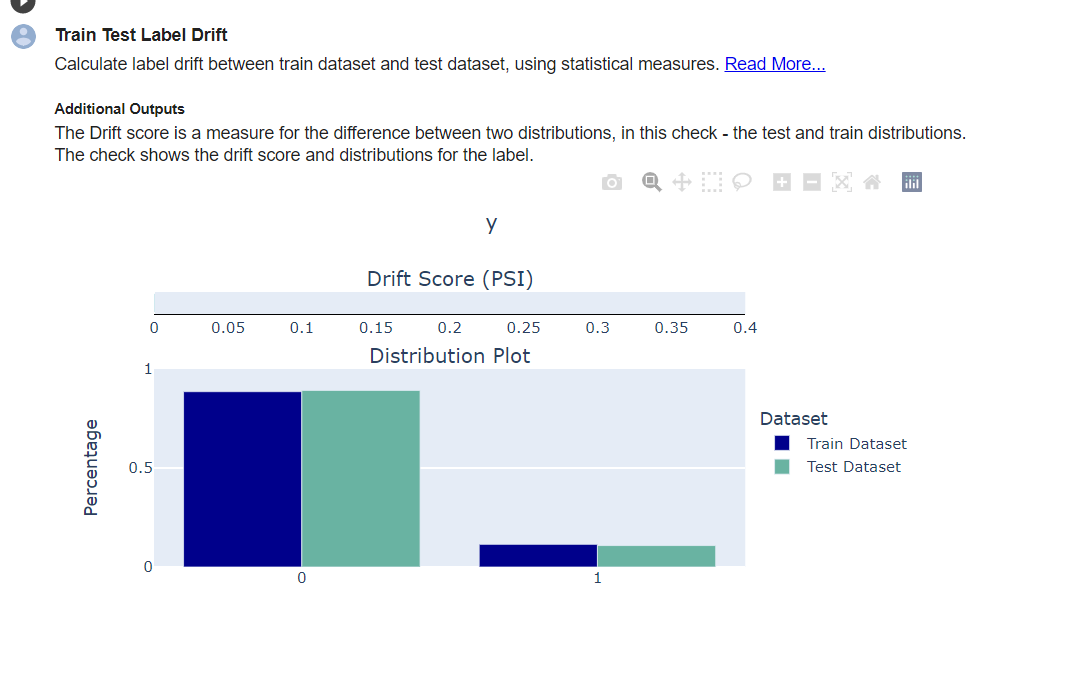 Train Test Label Drift
Calculate label drift between train dataset and test dataset, using statistical measures. Read More...
Additional Outputs
The Drift score is a measure for the difference between two distributions, in this check - the test and train distributions.
The check shows the drift score and distributions for the label.
y
Drift Score (PSI)
0 0.05 0.1 0.15 0.2 0.25 0.3 0.35 0.4
Distribution Plot
1
0.5
0
Percentage
0 1
Dataset
Train Dataset
Test Dataset